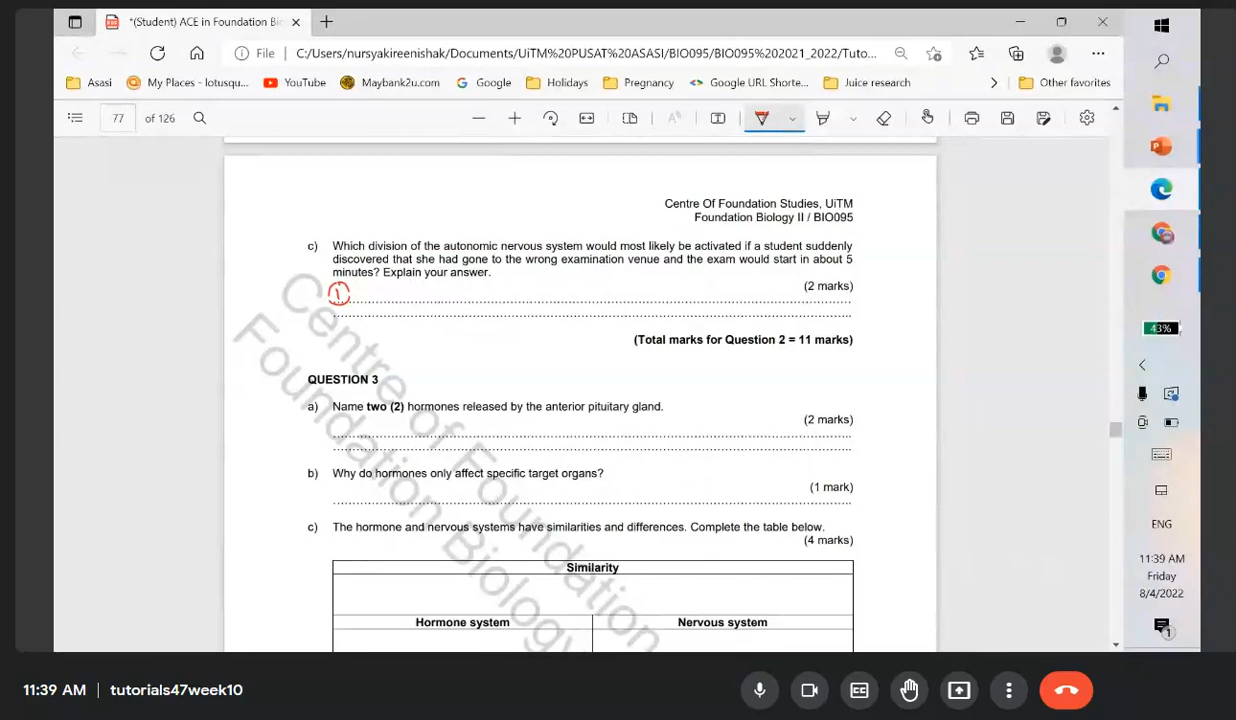 *(Student) ACE in Foundation Bi
File
C:/Users/nursyakireenishak/Documents/UiTM%20PUSAT%20ASASI/BIO095/BIO095%202021_2022/Tuto...
Asasi
My Places - lotusqu...
YouTube
Maybank2u.com
Google
Holidays
Pregnancy
Google URL Shorte...
Juice research
Other favorites
77 of 126
Centre Of Foundation Studies, UiTM
Foundation Biology II / BIO095
c) Which division of the autonomic nervous system would most likely be activated if a student suddenly
discovered that she had gone to the wrong examination venue and the exam would start in about 5
minutes? Explain your answer.
(2 marks)
1
(Total marks for Question 2 = 11 marks)
QUESTION 3
a) Name two (2) hormones released by the anterior pituitary gland.
(2 marks)
b) Why do hormones only affect specific target organs?
(1 mark)
c) The hormone and nervous systems have similarities and differences. Complete the table below.
(4 marks)
Similarity
Hormone system
Nervous system
Centre of Foundation
Foundation Biology
43%
ENG
11:39 AM
Friday
8/4/2022
1
11:39 AM | tutorials47week10
CC